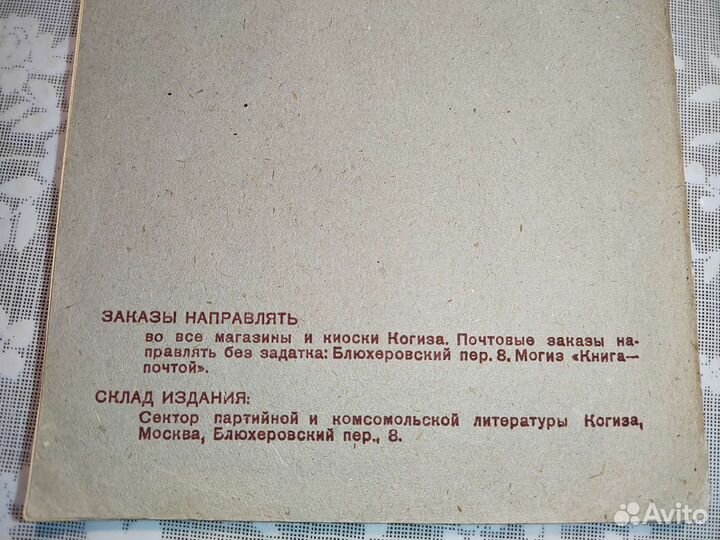 ЗАКАЗЫ НАПРАВЛЯТЬ
во все магазины и киоски Когиза. Почтовые заказы на-
правлять без задатка: Блюхеровский пер. 8. Могиз «Книга—
почтой».
СКЛАД ИЗДАНИЯ:
Сектор партийной и комсомольской литературы Когиза,
Москва, Блюхеровский пер., 8.
Avito